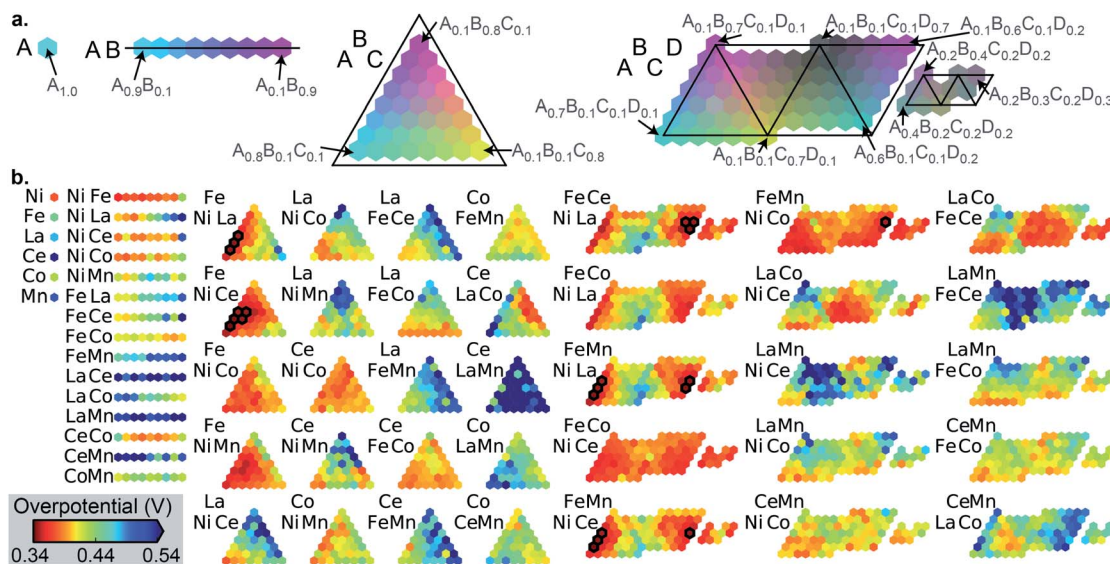 a.
A
A B
B
A C
B D
A C
A₁.₀
A₀.₉B₀.₁
A₀.₁B₀.₉
A₀.₁B₀.₈C₀.₁
A₀.₈B₀.₁C₀.₁
A₀.₁B₀.₁C₀.₈
A₀.₁B₀.₇C₀.₁D₀.₁
A₀.₁B₀.₁C₀.₁D₀.₇
A₀.₁B₀.₆C₀.₁D₀.₂
A₀.₂B₀.₄C₀.₂D₀.₂
A₀.₇B₀.₁C₀.₁D₀.₁
A₀.₂B₀.₃C₀.₂D₀.₃
A₀.₄B₀.₂C₀.₂D₀.₂
A₀.₁B₀.₁C₀.₇D₀.₁
A₀.₆B₀.₁C₀.₁D₀.₂
b.
Ni
Fe
La
Ce
Co
Mn
Ni Fe
Ni La
Ni Ce
Ni Co
Ni Mn
Fe La
Fe Ce
Fe Co
Fe Mn
La Ce
La Co
La Mn
Ce Co
Ce Mn
Co Mn
Fe
Ni La
La
Ni Co
La
Fe Ce
Co
Fe Mn
Fe Ce
Ni La
Fe Mn
Ni Co
La Co
Fe Ce
Fe
Ni Ce
La
Ni Mn
La
Fe Co
Ce
La Co
Fe Co
Ni La
La Co
Ni Ce
La Mn
Fe Ce
Fe
Ni Co
Ce
Ni Co
La
Fe Mn
Ce
La Mn
Fe Mn
Ni La
La Mn
Ni Ce
La Mn
Fe Co
Fe
Ni Mn
Ce
Ni Mn
Ce
Fe Co
Co
La Mn
Fe Co
Ni Ce
La Mn
Ni Co
Ce Mn
Fe Co
La
Ni Ce
Co
Ni Mn
Ce
Fe Mn
Co
Ce Mn
Fe Mn
Ni Ce
Ce Mn
Ni Co
Ce Mn
La Co
Overpotential (V)
0.34 0.44 0.54